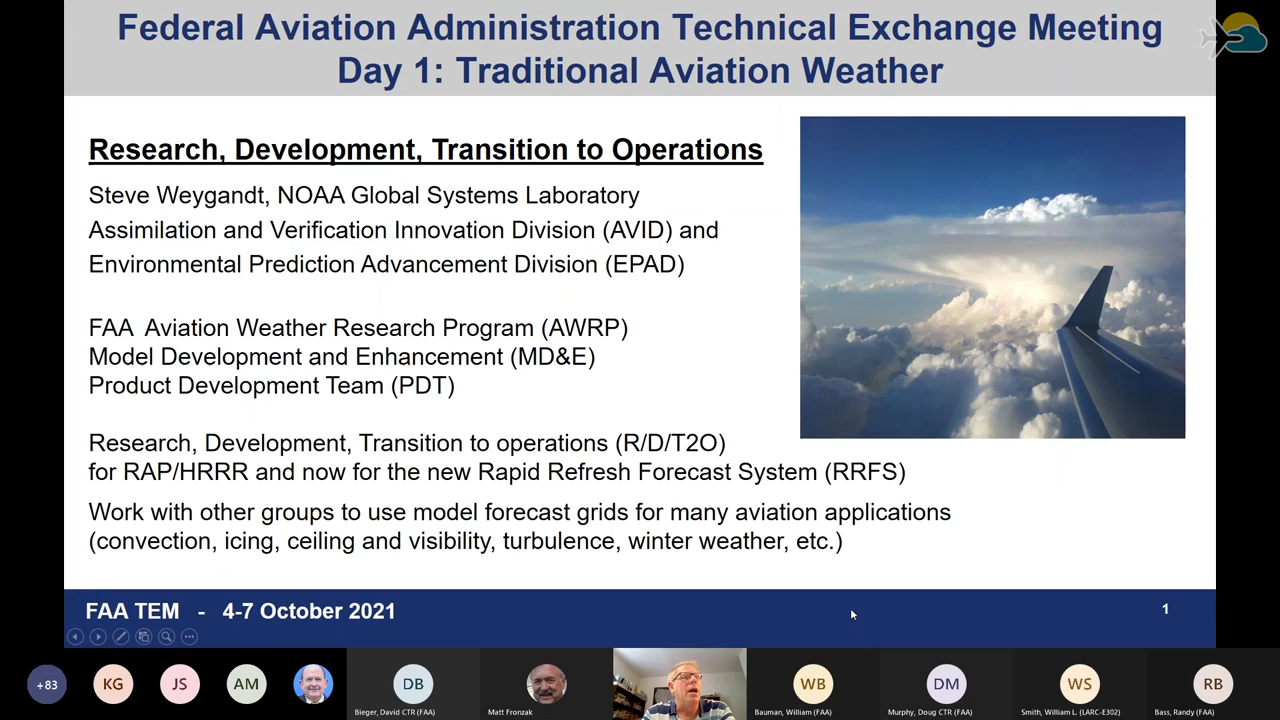 Federal Aviation Administration Technical Exchange Meeting
Day 1: Traditional Aviation Weather
Research, Development, Transition to Operations
Steve Weygandt, NOAA Global Systems Laboratory
Assimilation and Verification Innovation Division (AVID) and
Environmental Prediction Advancement Division (EPAD)
FAA Aviation Weather Research Program (AWRP)
Model Development and Enhancement (MD&E)
Product Development Team (PDT)
Research, Development, Transition to operations (R/D/T2O)
for RAP/HRRR and now for the new Rapid Refresh Forecast System (RRFS)
Work with other groups to use model forecast grids for many aviation applications
(convection, icing, ceiling and visibility, turbulence, winter weather, etc.)
FAA TEM - 4-7 October 2021
1
+83
KG
JS
AM
DB
Bieger, David CTR (FAA)
Matt Fronzak
WB
Bauman, William (FAA)
DM
Murphy, Doug CTR (FAA)
WS
Smith, William L. (LARC-E302)
RB
Bass, Randy (FAA)